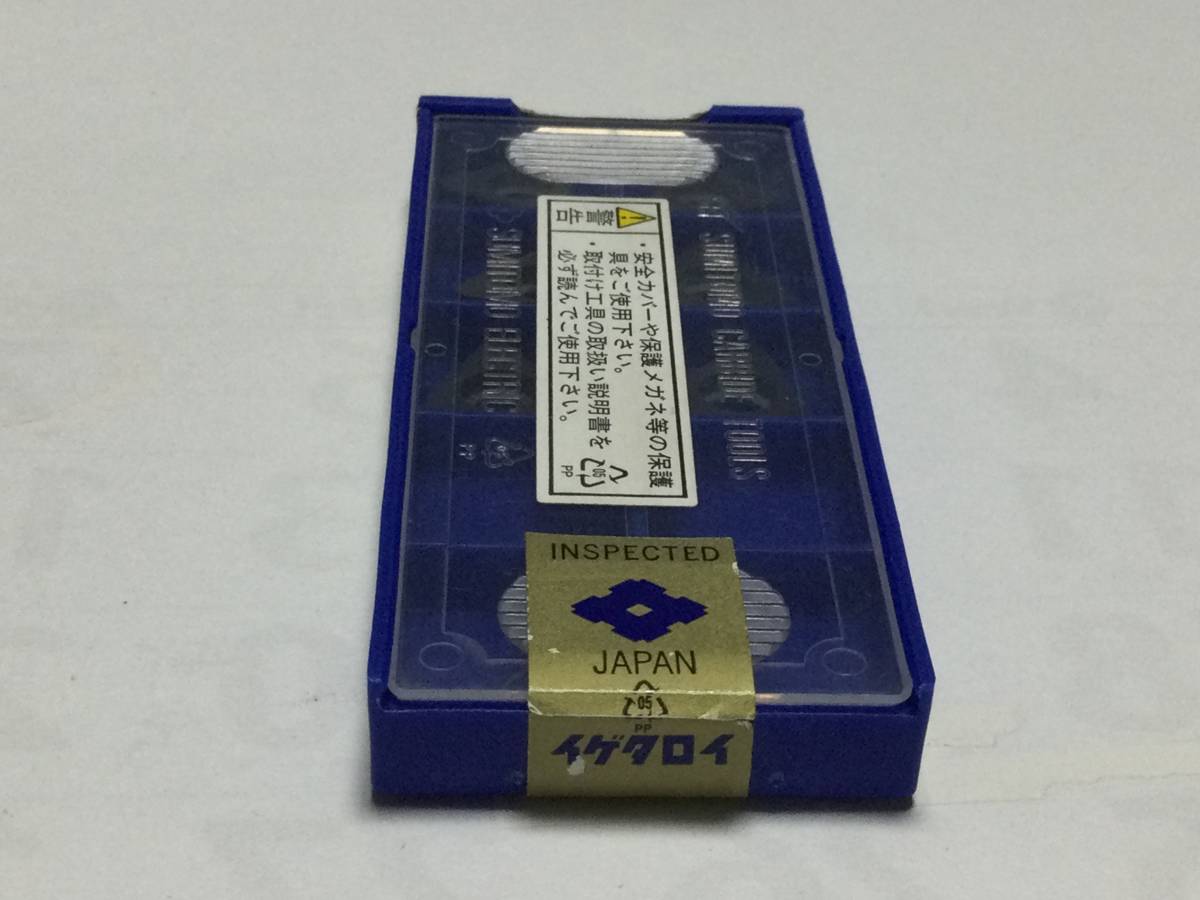 SUMITOMO CARBIDE TOOLS
SUMITOMO ELECTRIC
PP
警告
・安全カバーや保護メガネ等の保護
具をご使用下さい。
・取付け工具の取扱い説明書を
必ず読んでご使用下さい。
05
PP
INSPECTED
JAPAN
05
PP
イゲタロイ